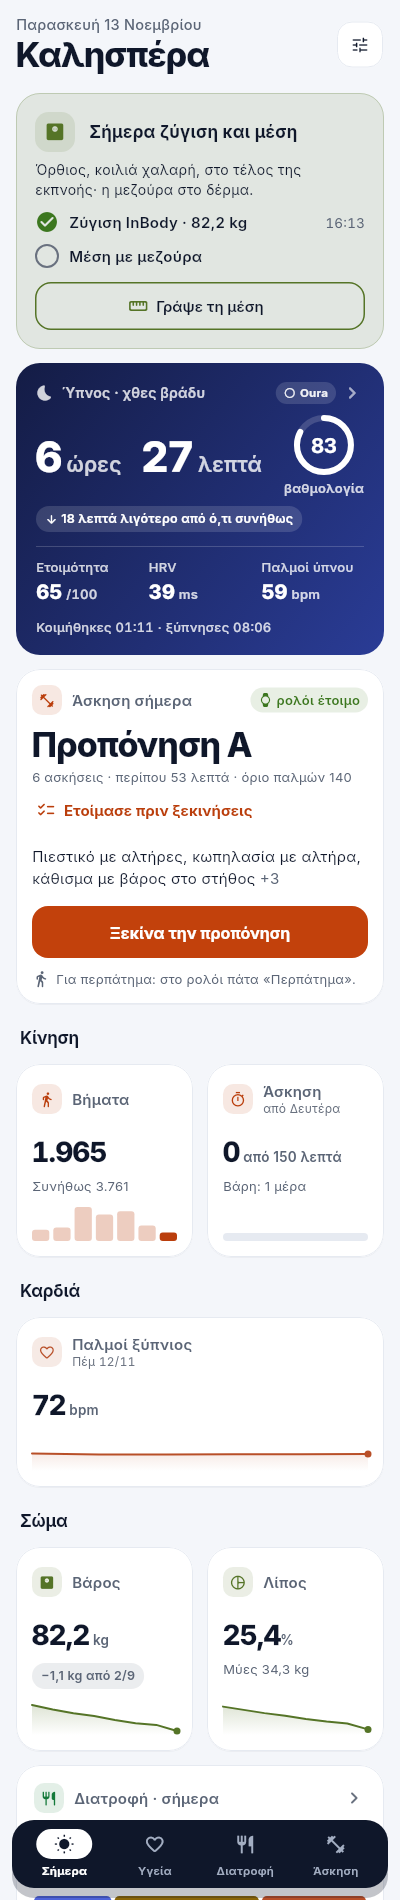 Παρασκευή 13 Νοεμβρίου
Καλησπέρα
Σήμερα ζύγιση και μέση
Όρθιος, κοιλιά χαλαρή, στο τέλος της
εκπνοής· η μεζούρα στο δέρμα.
Ζύγιση InBody · 82,2 kg 16:13
Μέση με μεζούρα
Γράψε τη μέση
Ύπνος · χθες βράδυ Oura
6 ώρες 27 λεπτά 83
βαθμολογία
↓ 18 λεπτά λιγότερο από ό,τι συνήθως
Ετοιμότητα HRV Παλμοί ύπνου
65 /100 39 ms 59 bpm
Κοιμήθηκες 01:11 · ξύπνησες 08:06
Άσκηση σήμερα ρολόι έτοιμο
Προπόνηση Α
6 ασκήσεις · περίπου 53 λεπτά · όριο παλμών 140
Ετοίμασε πριν ξεκινήσεις
Πιεστικό με αλτήρες, κωπηλασία με αλτήρα,
κάθισμα με βάρος στο στήθος +3
Ξεκίνα την προπόνηση
Για περπάτημα: στο ρολόι πάτα «Περπάτημα».
Κίνηση
Βήματα
1.965
Συνήθως 3.761
Άσκηση
από Δευτέρα
0 από 150 λεπτά
Βάρη: 1 μέρα
Καρδιά
Παλμοί ξύπνιος
Πέμ 12/11
72 bpm
Σώμα
Βάρος
82,2 kg
−1,1 kg από 2/9
Λίπος
25,4%
Μύες 34,3 kg
Διατροφή · σήμερα
Σήμερα Υγεία Διατροφή Άσκηση